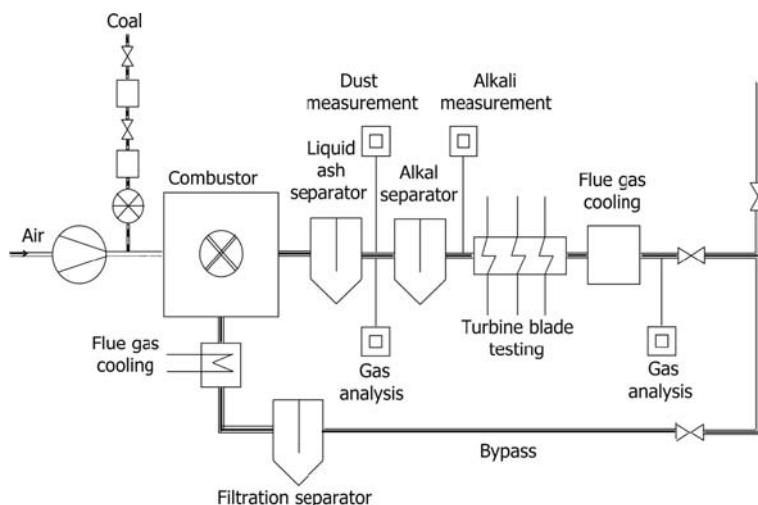 Coal
Dust
measurement
Alkali
measurement
Liquid
ash
separator
Alkal
separator
Combustor
Flue gas
cooling
Air
Turbine blade
testing
Flue gas
cooling
Gas
analysis
Gas
analysis
Bypass
Filtration separator